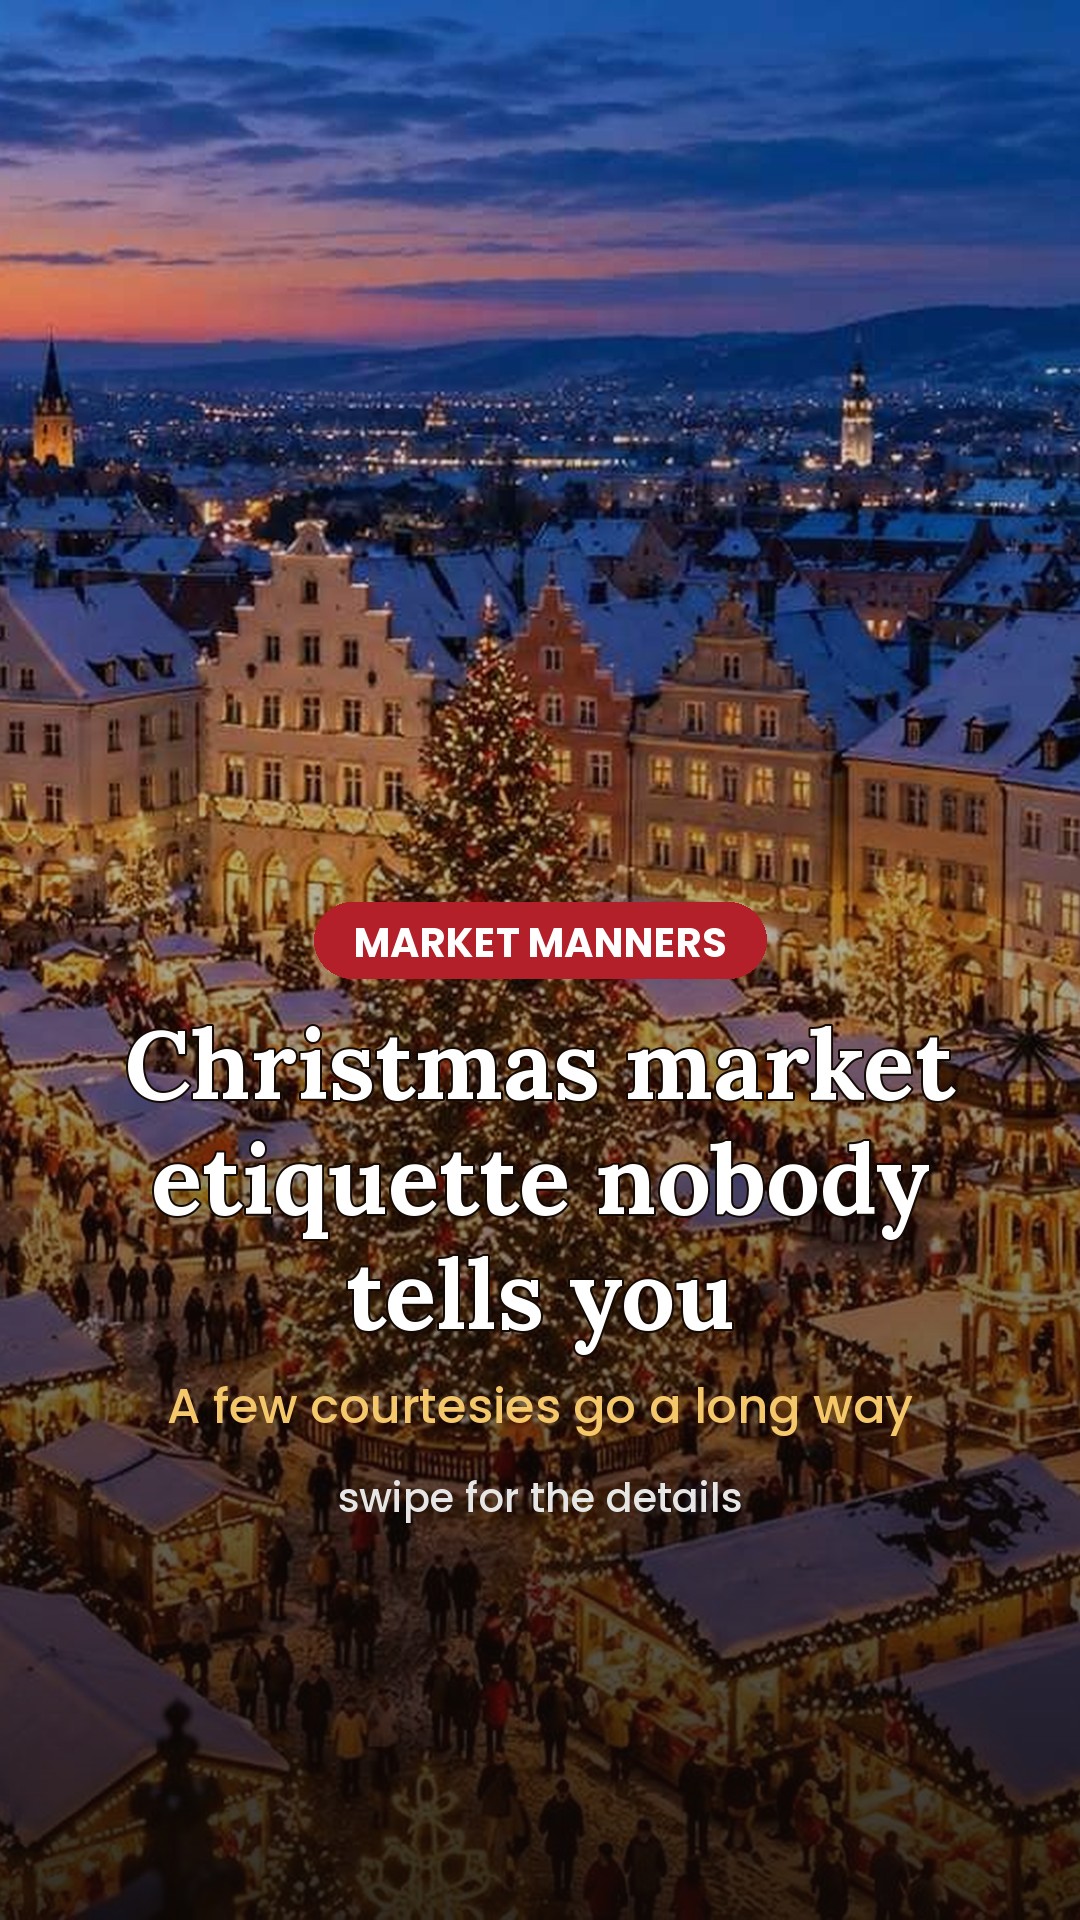 MARKET MANNERS
Christmas market
etiquette nobody
tells you
A few courtesies go a long way
swipe for the details